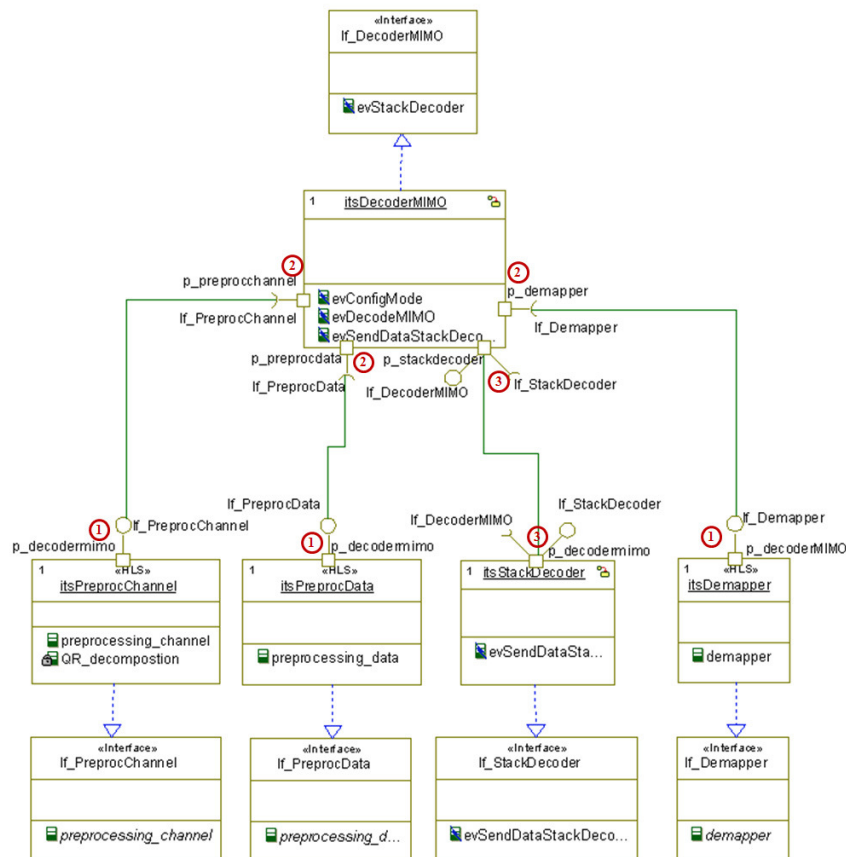 «Interface»
If_DecoderMIMO
evStackDecoder
1 itsDecoderMIMO
2
2
p_preprocchannel
p_demapper
evConfigMode
If_PreprocChannel
evDecodeMIMO
If_Demapper
evSendDataStackDeco...
p_preprocdata
2
p_stackdecoder
If_PreprocData
If_DecoderMIMO
3
If_StackDecoder
If_PreprocData
If_StackDecoder
If_DecoderMIMO
If_Demapper
1
If_PreprocChannel
1
3
1
p_decodermimo
p_decodermimo
p_decodermimo
p_decoderMIMO
1 «HLS»
itsPreprocChannel
preprocessing_channel
QR_decompostion
1 «HLS»
itsPreprocData
preprocessing_data
1 itsStackDecoder
evSendDataSta...
1 «HLS»
itsDemapper
demapper
«Interface»
If_PreprocChannel
preprocessing_channel
«Interface»
If_PreprocData
preprocessing_d...
«Interface»
If_StackDecoder
evSendDataStackDeco...
«Interface»
If_Demapper
demapper